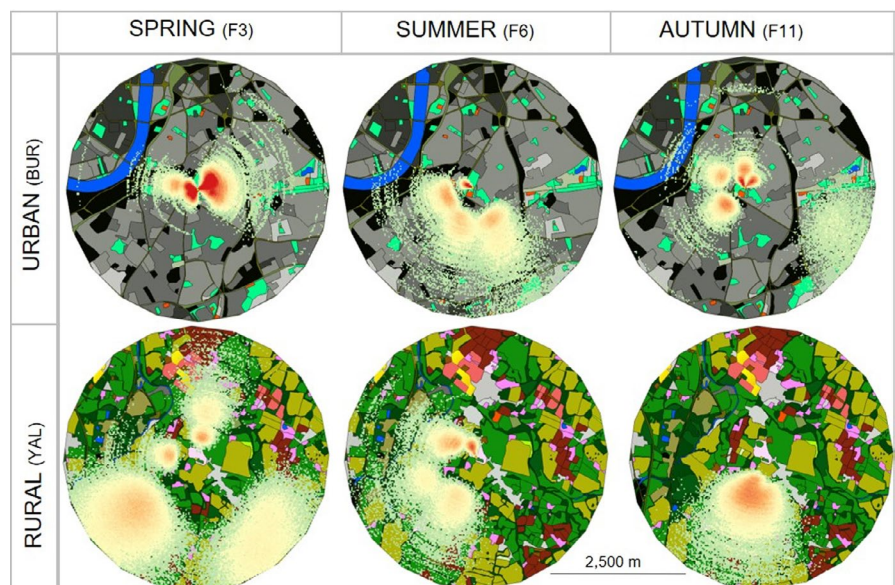 SPRING (F3)
SUMMER (F6)
AUTUMN (F11)
URBAN (BUR)
RURAL (YAL)
2,500 m